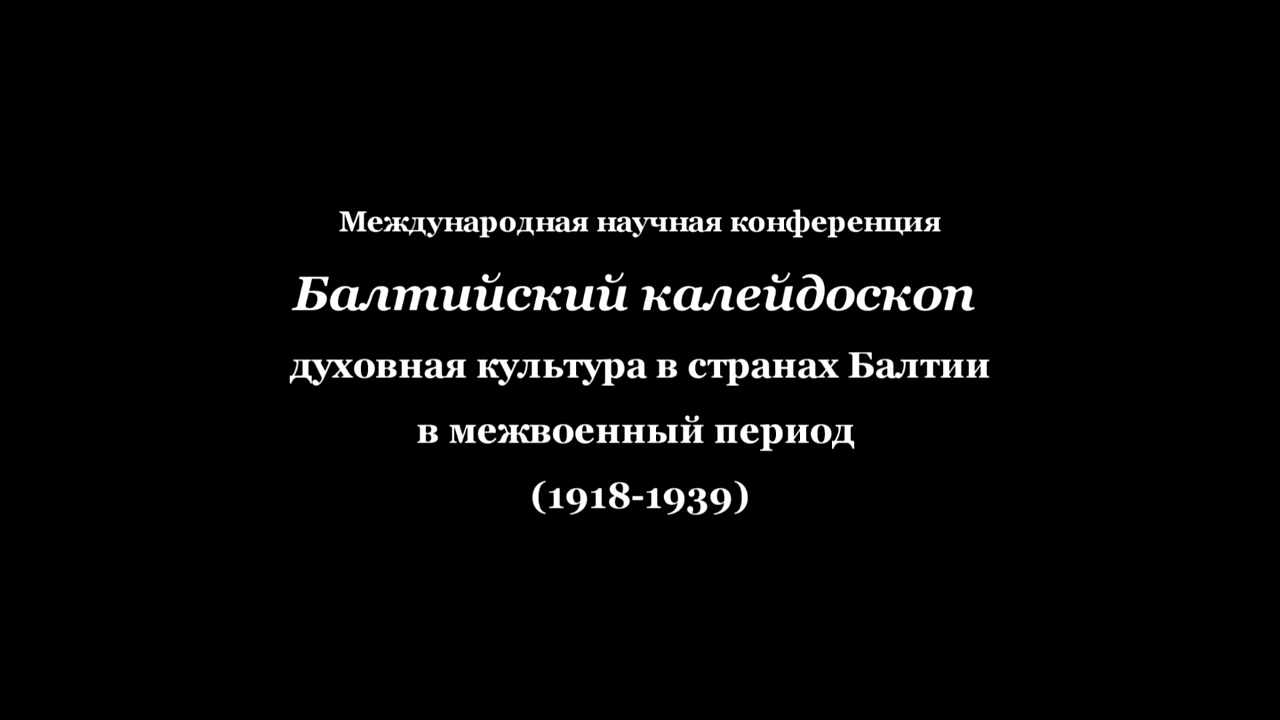 Международная научная конференция
Балтийский калейдоскоп
духовная культура в странах Балтии
в межвоенный период
(1918-1939)